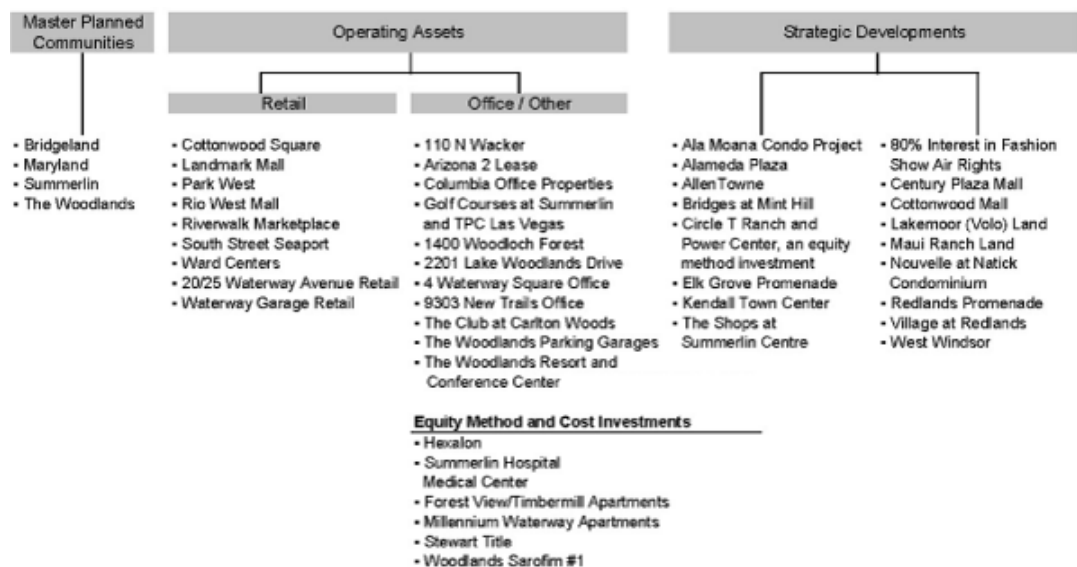 Master Planned
Communities
Operating Assets
Strategic Developments
Retail
Office / Other
▪ Bridgeland
▪ Maryland
▪ Summerlin
▪ The Woodlands
▪ Cottonwood Square
▪ Landmark Mall
▪ Park West
▪ Rio West Mall
▪ Riverwalk Marketplace
▪ South Street Seaport
▪ Ward Centers
▪ 20/25 Waterway Avenue Retail
▪ Waterway Garage Retail
▪ 110 N Wacker
▪ Arizona 2 Lease
▪ Columbia Office Properties
▪ Golf Courses at Summerlin
and TPC Las Vegas
▪ 1400 Woodloch Forest
▪ 2201 Lake Woodlands Drive
▪ 4 Waterway Square Office
▪ 9303 New Trails Office
▪ The Club at Carlton Woods
▪ The Woodlands Parking Garages
▪ The Woodlands Resort and
Conference Center
Equity Method and Cost Investments
▪ Hexalon
▪ Summerlin Hospital
Medical Center
▪ Forest View/Timbermill Apartments
▪ Millennium Waterway Apartments
▪ Stewart Title
▪ Woodlands Sarofim #1
▪ Ala Moana Condo Project
▪ Alameda Plaza
▪ AllenTowne
▪ Bridges at Mint Hill
▪ Circle T Ranch and
Power Center, an equity
method investment
▪ Elk Grove Promenade
▪ Kendall Town Center
▪ The Shops at
Summerlin Centre
▪ 80% Interest in Fashion
Show Air Rights
▪ Century Plaza Mall
▪ Cottonwood Mall
▪ Lakemoor (Volo) Land
▪ Maui Ranch Land
▪ Nouvelle at Natick
Condominium
▪ Redlands Promenade
▪ Village at Redlands
▪ West Windsor